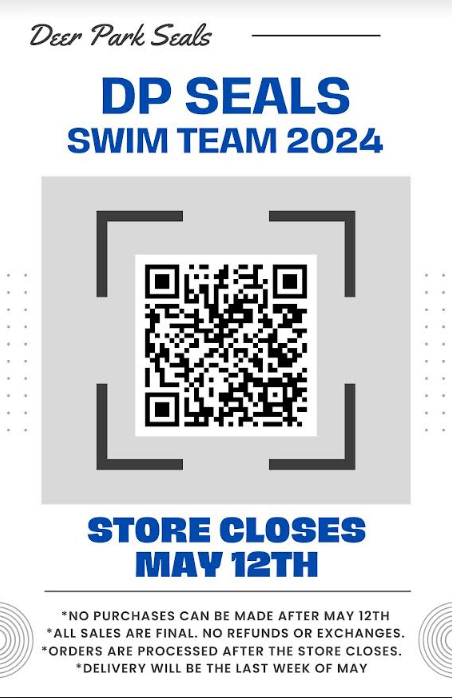 Deer Park Seals
DP SEALS
SWIM TEAM 2024
STORE CLOSES
MAY 12TH
*NO PURCHASES CAN BE MADE AFTER MAY 12TH
*ALL SALES ARE FINAL. NO REFUNDS OR EXCHANGES.
*ORDERS ARE PROCESSED AFTER THE STORE CLOSES.
*DELIVERY WILL BE THE LAST WEEK OF MAY